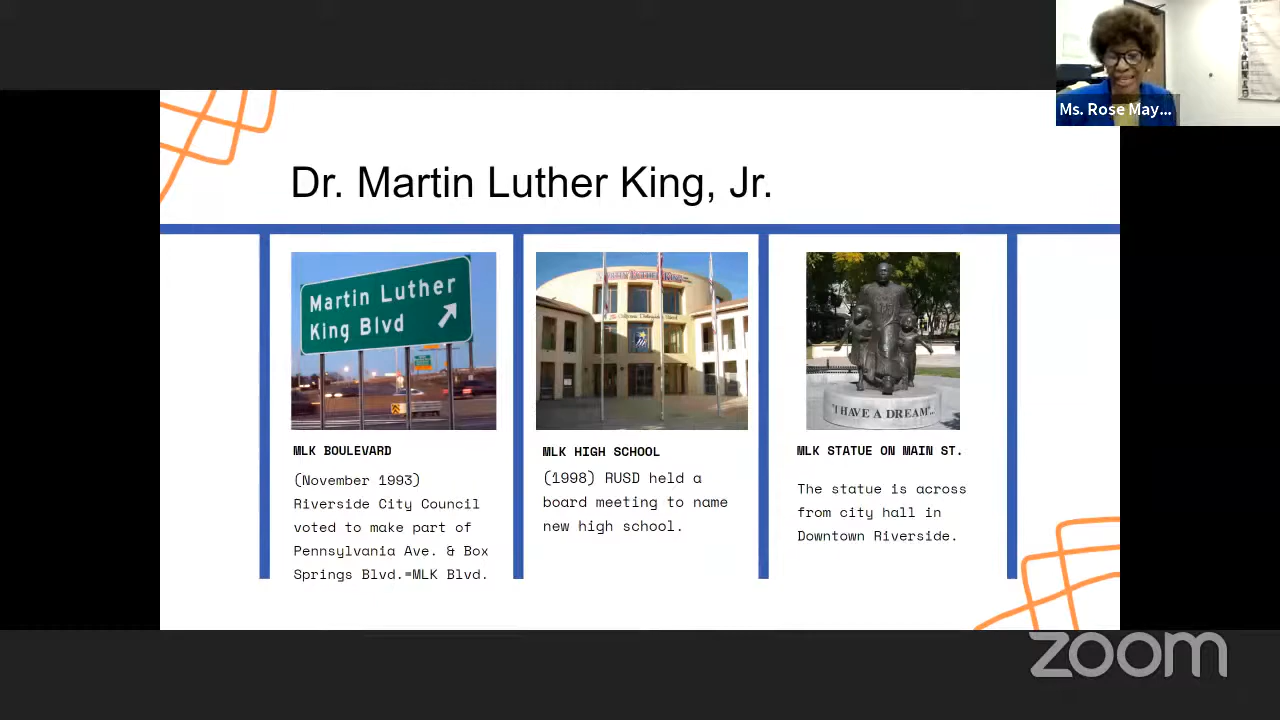 Ms. Rose May...
Dr. Martin Luther King, Jr.
Martin Luther
King Blvd
MARTIN LUTHER KING
"I HAVE A DREAM"...
MLK BOULEVARD
(November 1993)
Riverside City Council
voted to make part of
Pennsylvania Ave. & Box
Springs Blvd.=MLK Blvd.
MLK HIGH SCHOOL
(1998) RUSD held a
board meeting to name
new high school.
MLK STATUE ON MAIN ST.
The statue is across
from city hall in
Downtown Riverside.
zoom